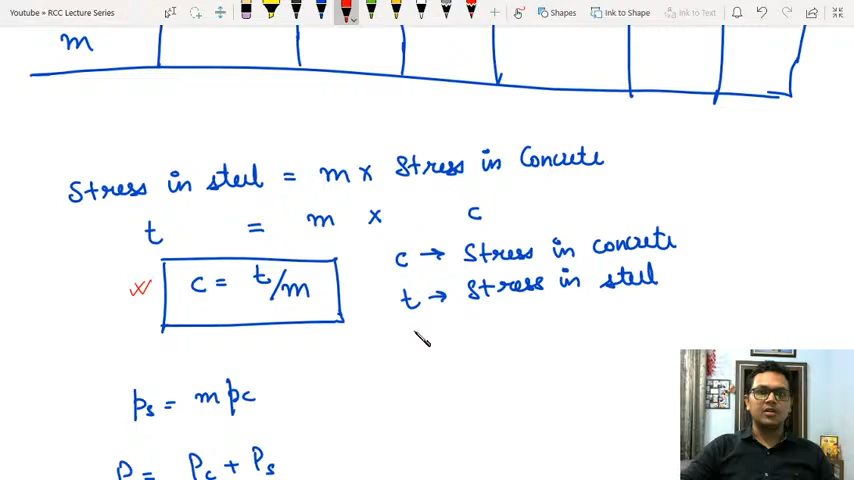 Youtube » RCC Lecture Series
Shapes
Ink to Shape
Ink to Text
m
Stress in steel = m x Stress in Concrete
t = m x c
c → Stress in concrete
c = t/m
t → Stress in steel
ps = m pc
P = Pc + Ps